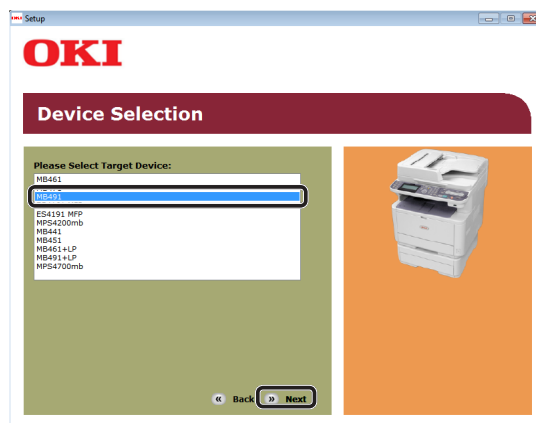 OKI Setup
OKI
Device Selection
Please Select Target Device:
MB461
MB491
ES4191 MFP
MPS4200mb
MB441
MB451
MB461+LP
MB491+LP
MPS4700mb
« Back
» Next